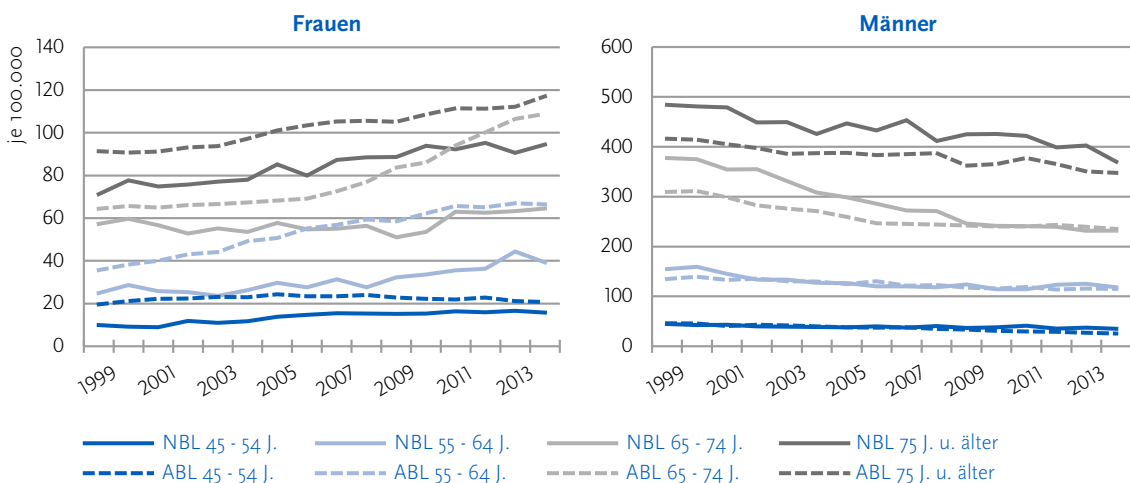 Frauen
je 100.000
140
120
100
80
60
40
20
0
1999 2001 2003 2005 2007 2009 2011 2013
Männer
600
500
400
300
200
100
0
1999 2001 2003 2005 2007 2009 2011 2013
NBL 45 - 54 J. NBL 55 - 64 J. NBL 65 - 74 J. NBL 75 J. u. älter
ABL 45 - 54 J. ABL 55 - 64 J. ABL 65 - 74 J. ABL 75 J. u. älter